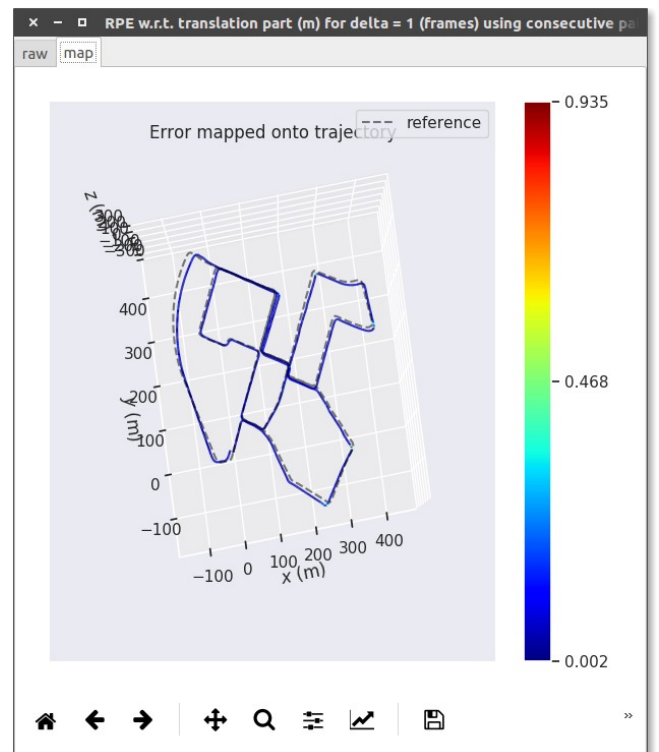 RPE w.r.t. translation part (m) for delta = 1 (frames) using consecutive pa
raw map
Error mapped onto trajectory
reference
0.935
0.468
0.002
z (m)
400
300
200
100
0
−100
y (m)
−100 0 100 200 300 400
x (m)
»